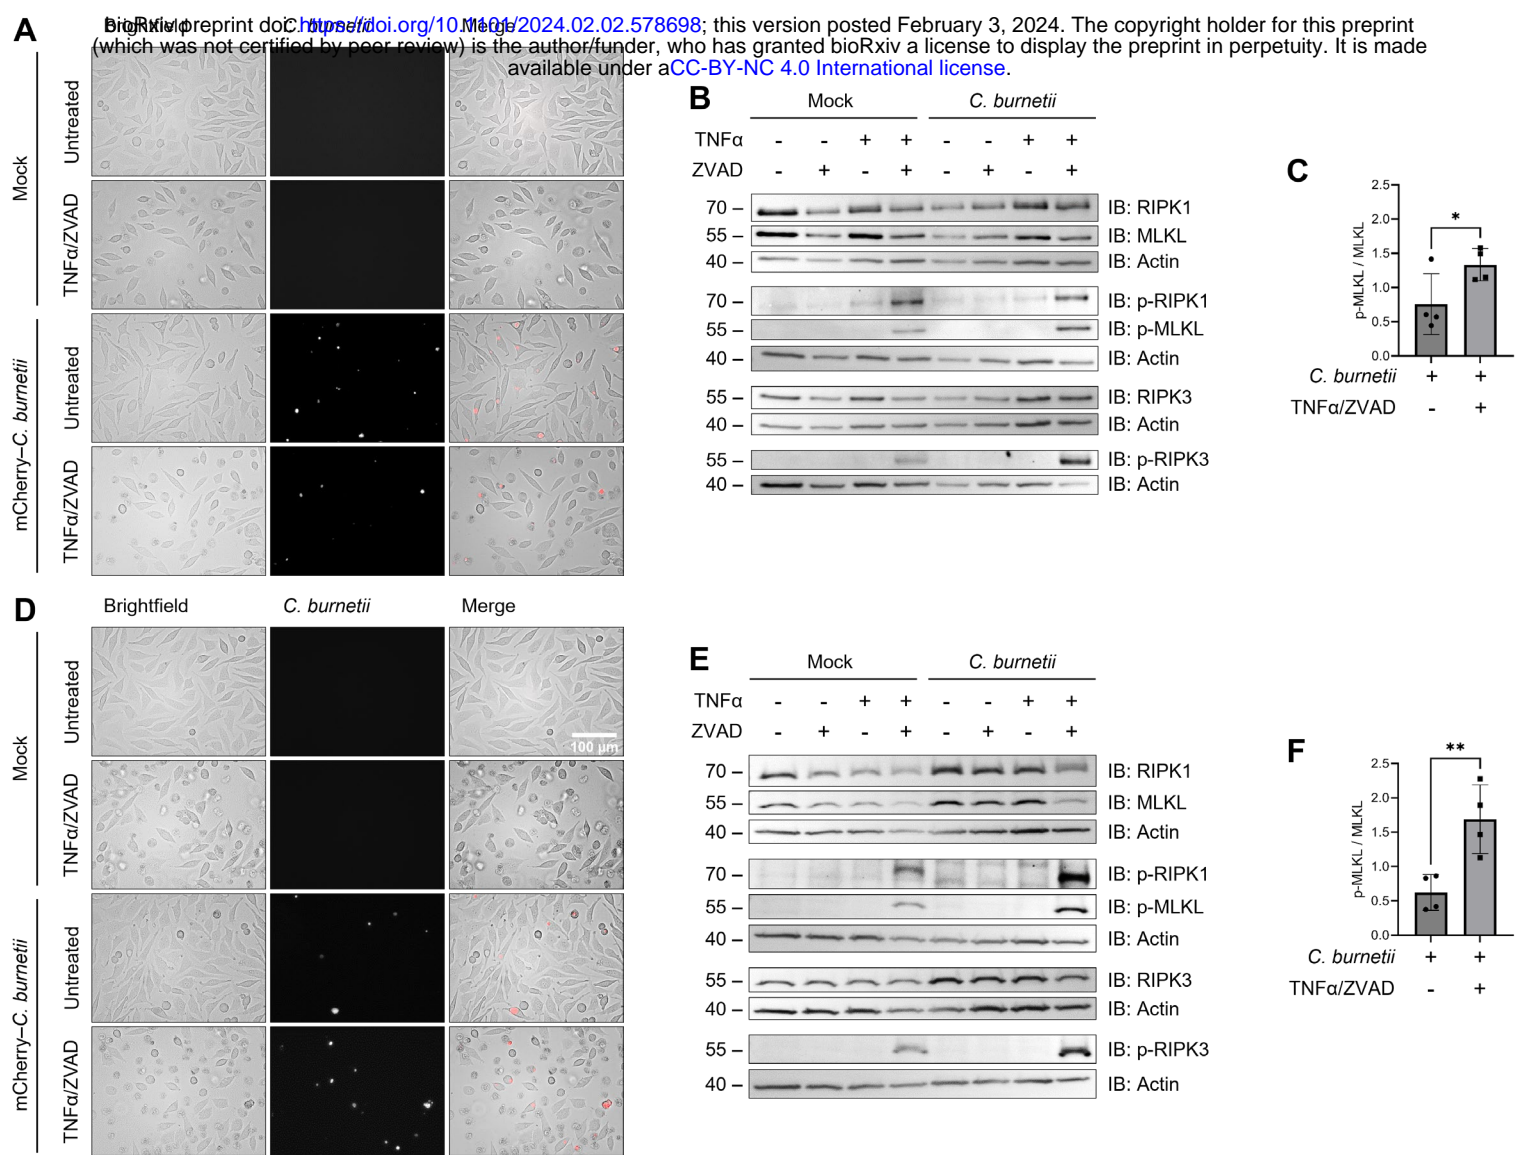 bioRxiv preprint doi: https://doi.org/10.1101/2024.02.02.578698; this version posted February 3, 2024. The copyright holder for this preprint
(which was not certified by peer review) is the author/funder, who has granted bioRxiv a license to display the preprint in perpetuity. It is made
available under aCC-BY-NC 4.0 International license.
A
Brightfield C. burnetii Merge
Mock
Untreated
TNFα/ZVAD
mCherry–C. burnetii
Untreated
TNFα/ZVAD
B
Mock C. burnetii
TNFα - - + + - - + +
ZVAD - + - + - + - +
70 – IB: RIPK1
55 – IB: MLKL
40 – IB: Actin
70 – IB: p-RIPK1
55 – IB: p-MLKL
40 – IB: Actin
55 – IB: RIPK3
40 – IB: Actin
55 – IB: p-RIPK3
40 – IB: Actin
C
p-MLKL / MLKL
2.5
2.0
1.5
1.0
0.5
0.0
*
C. burnetii + +
TNFα/ZVAD - +
D
Brightfield C. burnetii Merge
Mock
Untreated
100 µm
TNFα/ZVAD
mCherry–C. burnetii
Untreated
TNFα/ZVAD
E
Mock C. burnetii
TNFα - - + + - - + +
ZVAD - + - + - + - +
70 – IB: RIPK1
55 – IB: MLKL
40 – IB: Actin
70 – IB: p-RIPK1
55 – IB: p-MLKL
40 – IB: Actin
55 – IB: RIPK3
40 – IB: Actin
55 – IB: p-RIPK3
40 – IB: Actin
F
p-MLKL / MLKL
2.5
2.0
1.5
1.0
0.5
0.0
**
C. burnetii + +
TNFα/ZVAD - +